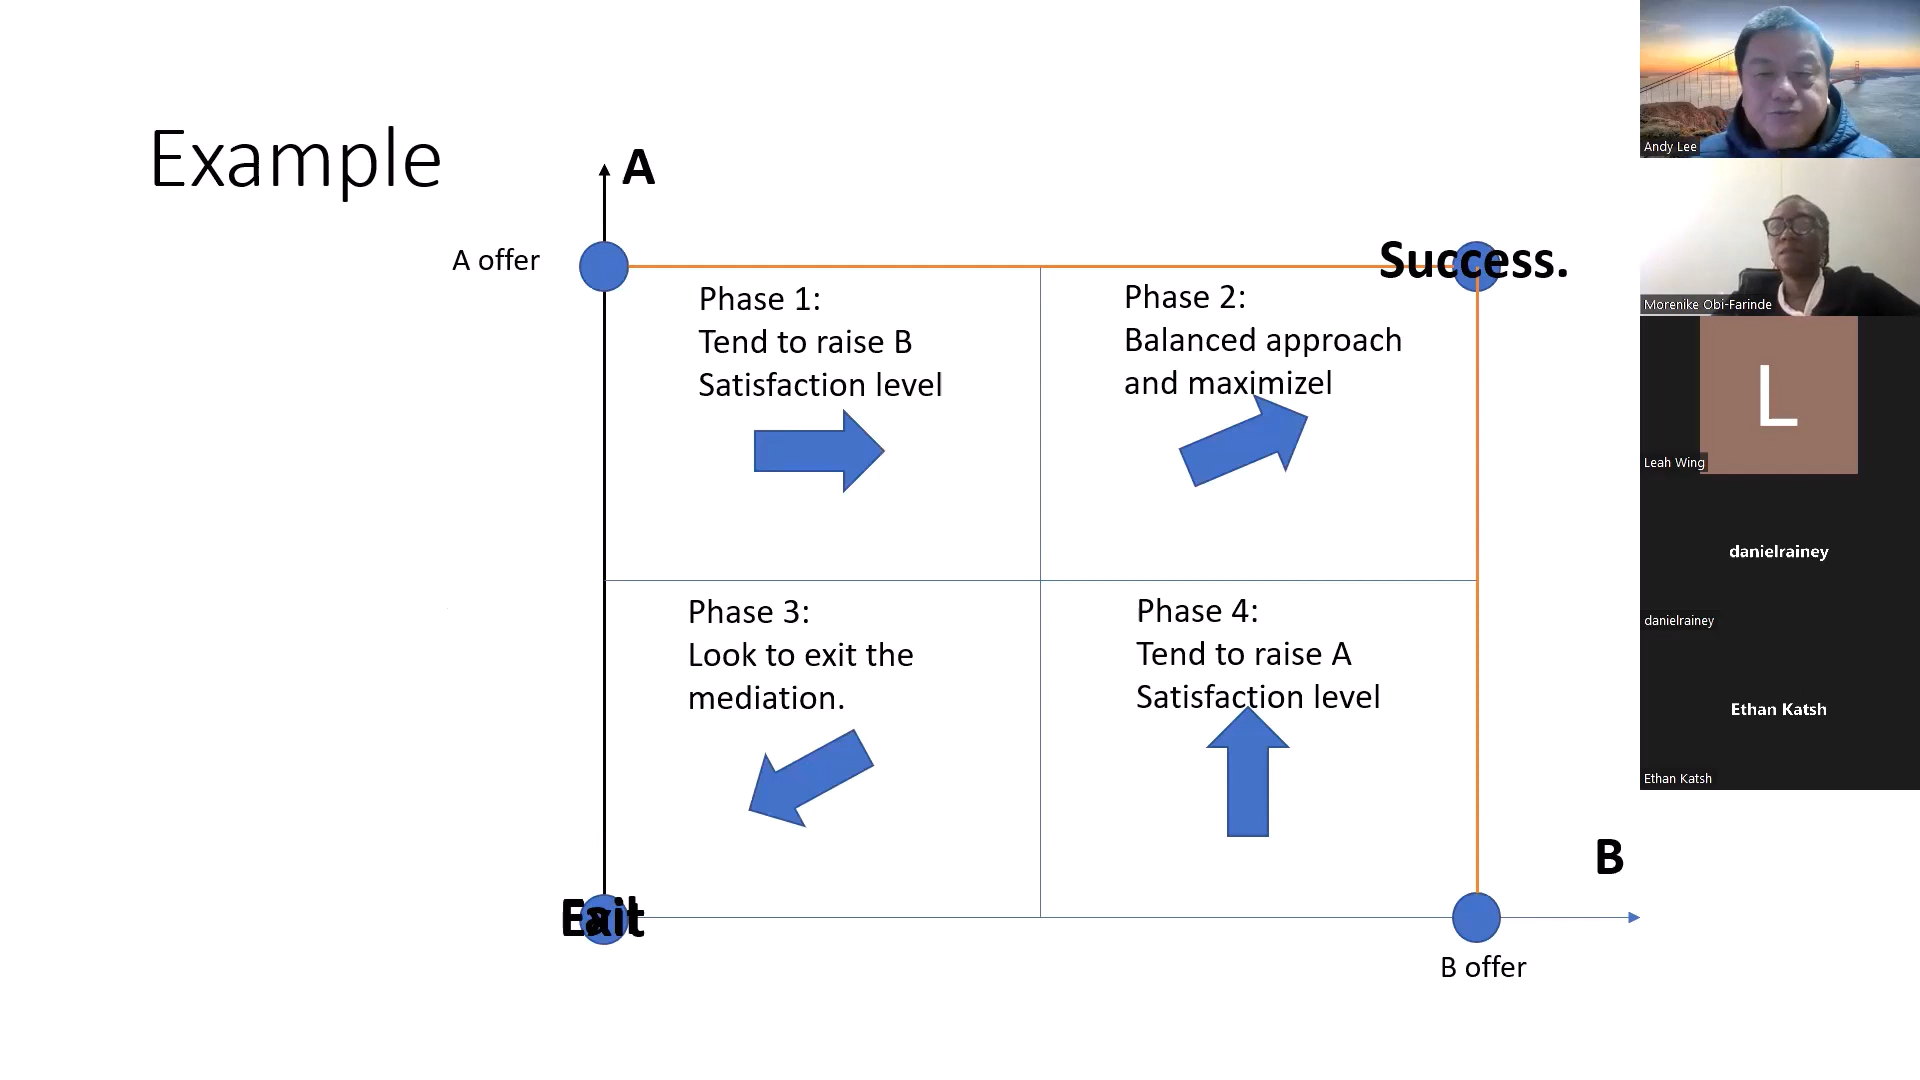 Example
A
A offer
Success.
Phase 1:
Tend to raise B
Satisfaction level
Phase 2:
Balanced approach
and maximizel
Phase 3:
Look to exit the
mediation.
Phase 4:
Tend to raise A
Satisfaction level
B
B offer
Andy Lee
Morenike Obi-Farinde
L
Leah Wing
danielrainey
danielrainey
Ethan Katsh
Ethan Katsh